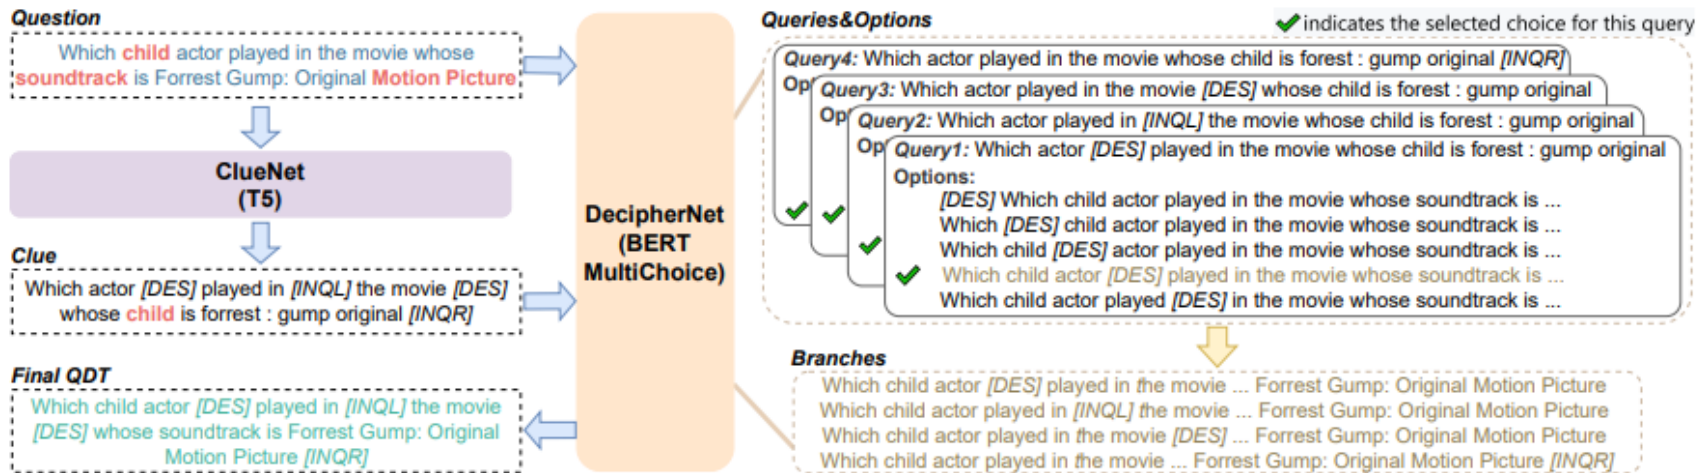 Question
Which child actor played in the movie whose
soundtrack is Forrest Gump: Original Motion Picture
ClueNet
(T5)
Clue
Which actor [DES] played in [INQL] the movie [DES]
whose child is forrest : gump original [INQR]
Final QDT
Which child actor [DES] played in [INQL] the movie
[DES] whose soundtrack is Forrest Gump: Original
Motion Picture [INQR]
DecipherNet
(BERT
MultiChoice)
Queries&Options
indicates the selected choice for this query
Query4: Which actor played in the movie whose child is forest : gump original [INQR]
Opt
Query3: Which actor played in the movie [DES] whose child is forest : gump original
Opt
Query2: Which actor played in [INQL] the movie whose child is forest : gump original
Opt
Query1: Which actor [DES] played in the movie whose child is forest : gump original
Options:
[DES] Which child actor played in the movie whose soundtrack is ...
Which [DES] child actor played in the movie whose soundtrack is ...
Which child [DES] actor played in the movie whose soundtrack is ...
Which child actor [DES] played in the movie whose soundtrack is ...
Which child actor played [DES] in the movie whose soundtrack is ...
Branches
Which child actor [DES] played in the movie ... Forrest Gump: Original Motion Picture
Which child actor played in [INQL] the movie ... Forrest Gump: Original Motion Picture
Which child actor played in the movie [DES] ... Forrest Gump: Original Motion Picture
Which child actor played in the movie ... Forrest Gump: Original Motion Picture [INQR]